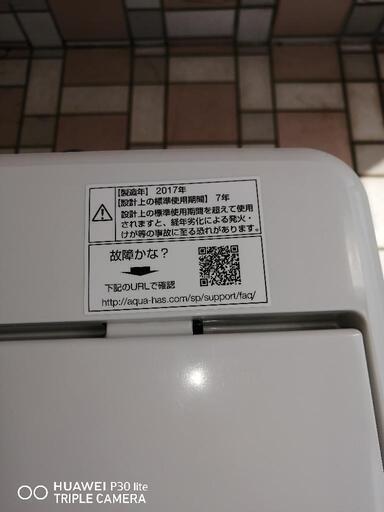 【製造年】 2017年
【設計上の標準使用期間】 7年
設計上の標準使用期間を超えて使用
されますと、経年劣化による発火・
けが等の事故に至る恐れがあります。
故障かな?
下記のURLで確認
http://aqua-has.com/sp/support/faq/
HUAWEI P30 lite
TRIPLE CAMERA